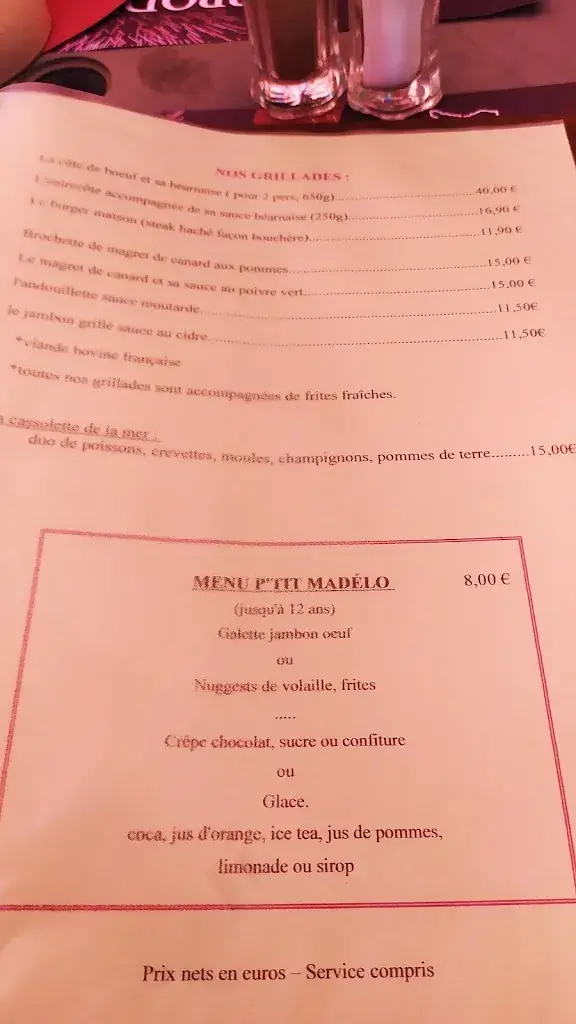 NOS GRILLADES :
La côte de boeuf et sa béarnaise ( pour 2 pers, 650g)..........40,00 €
L'entrecôte accompagnée de sa sauce béarnaise (250g)..........16,90 €
Le burger maison (steak haché façon bouchère)..........11,90 €
Brochette de magret de canard aux pommes..........15,00 €
Le magret de canard et sa sauce au poivre vert..........15,00 €
l'andouillette sauce moutarde..........11,50€
le jambon grillé sauce au cidre..........11,50€
*viande bovine française
*toutes nos grillades sont accompagnées de frites fraîches.
a cassolette de la mer :
duo de poissons, crevettes, moules, champignons, pommes de terre.........15,00€
MENU P'TIT MADÉLO 8,00 €
(jusqu'à 12 ans)
Galette jambon oeuf
ou
Nuggests de volaille, frites
.....
Crêpe chocolat, sucre ou confiture
ou
Glace.
coca, jus d'orange, ice tea, jus de pommes,
limonade ou sirop
Prix nets en euros – Service compris